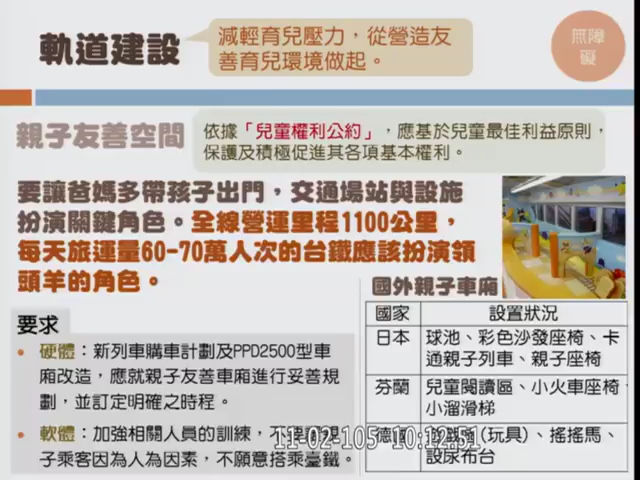 軌道建設
減輕育兒壓力，從營造友
善育兒環境做起。
無障
礙
親子友善空間
依據「兒童權利公約」，應基於兒童最佳利益原則，
保護及積極促進其各項基本權利。
要讓爸媽多帶孩子出門，交通場站與設施
扮演關鍵角色。全線營運里程1100公里，
每天旅運量60-70萬人次的台鐵應該扮演領
頭羊的角色。
國外親子車廂
國家 設置狀況
日本 球池、彩色沙發座椅、卡
通親子列車、親子座椅
芬蘭 兒童閱讀區、小火車座椅、
小溜滑梯
德國 (玩具)、搖搖馬、
設尿布台
要求
• 硬體：新列車購車計劃及PPD2500型車
廂改造，應就親子友善車廂進行妥善規
劃，並訂定明確之時程。
• 軟體：加強相關人員的訓練，不要
子乘客因為人為因素，不願意搭乘臺鐵。
11-02-105 10:12:51